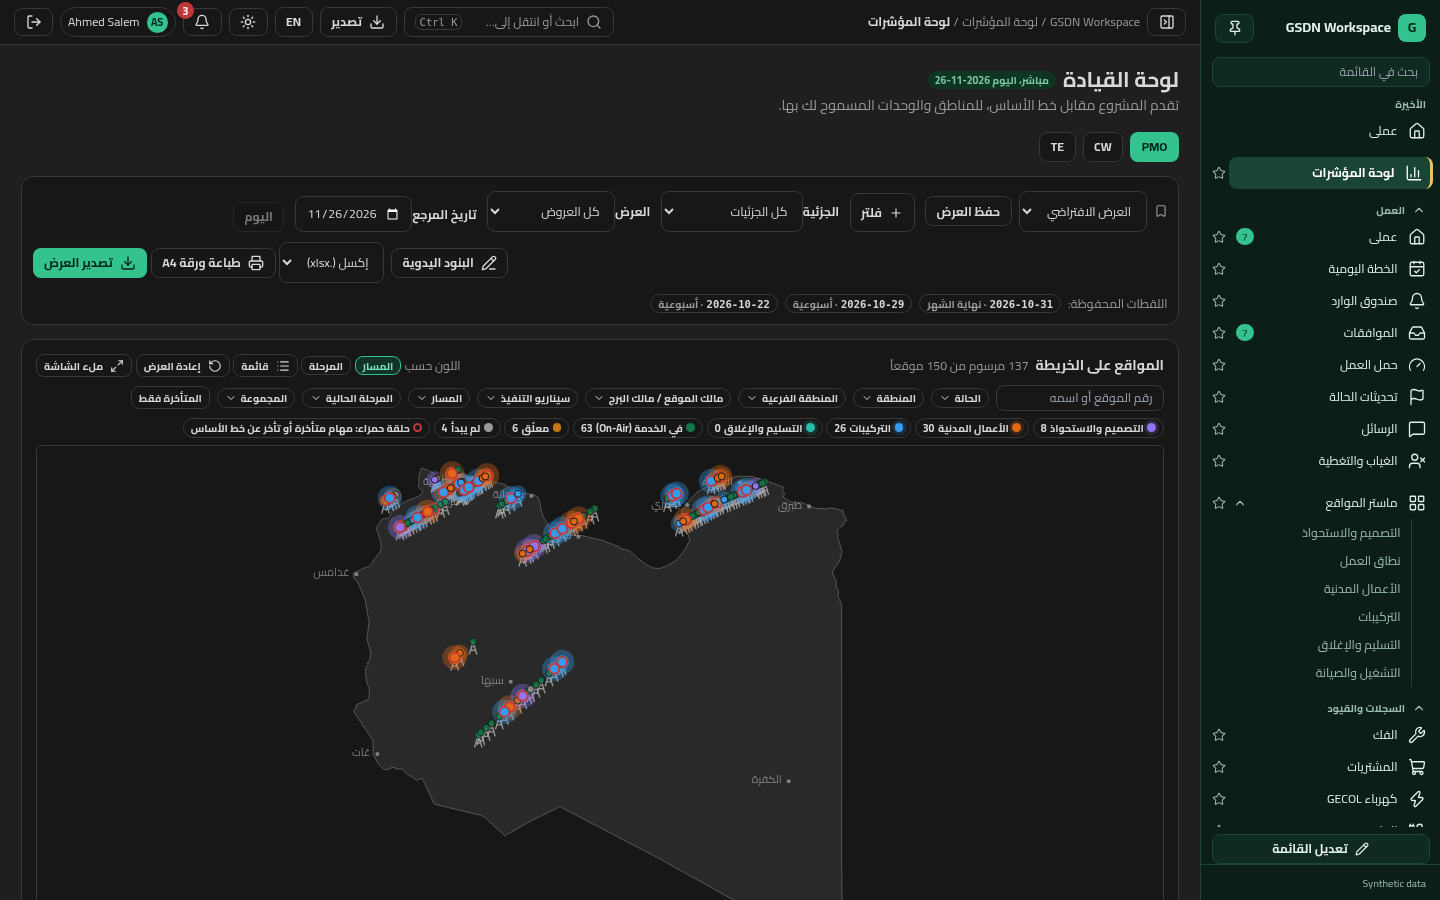 G GSDN Workspace
بحث في القائمة
الأخيرة
عملي
لوحة المؤشرات
العمل
عملي 7
الخطة اليومية
صندوق الوارد
الموافقات 7
حمل العمل
تحديثات الحالة
الرسائل
الغياب والتغطية
ماستر المواقع
التصميم والاستحواذ
نطاق العمل
الأعمال المدنية
التركيبات
التسليم والإغلاق
التشغيل والصيانة
السجلات والقيود
الفك
المشتريات
كهرباء GECOL
تعديل القائمة
Synthetic data
GSDN Workspace / لوحة المؤشرات / لوحة المؤشرات
ابحث أو انتقل إلى... Ctrl K
تصدير
EN
3
AS Ahmed Salem
لوحة القيادة مباشر، اليوم 2026-11-26
تقدم المشروع مقابل خط الأساس، للمناطق والوحدات المسموح لك بها.
PMO CW TE
العرض الافتراضي حفظ العرض فلتر الجزئية كل الجزئيات العرض كل العروض تاريخ المرجع 11/26/2026 اليوم
البنود اليدوية إكسل (.xlsx) طباعة ورقة A4 تصدير العرض
اللقطات المحفوظة: 2026-10-31 · نهاية الشهر 2026-10-29 · أسبوعية 2026-10-22 · أسبوعية
المواقع على الخريطة 137 مرسوم من 150 موقعاً
اللون حسب المسار المرحلة قائمة إعادة العرض ملء الشاشة
رقم الموقع أو اسمه الحالة المنطقة المنطقة الفرعية مالك الموقع / مالك البرج سيناريو التنفيذ المسار المرحلة الحالية المجموعة المتأخرة فقط
التصميم والاستحواذ 8 الأعمال المدنية 30 التركيبات 26 التسليم والإغلاق 0 في الخدمة (On-Air) 63 معلّق 6 لم يبدأ 4 حلقة حمراء: مهام متأخرة أو تأخر عن خط الأساس
طبرق
غدامس
سبها
غات
الكفرة